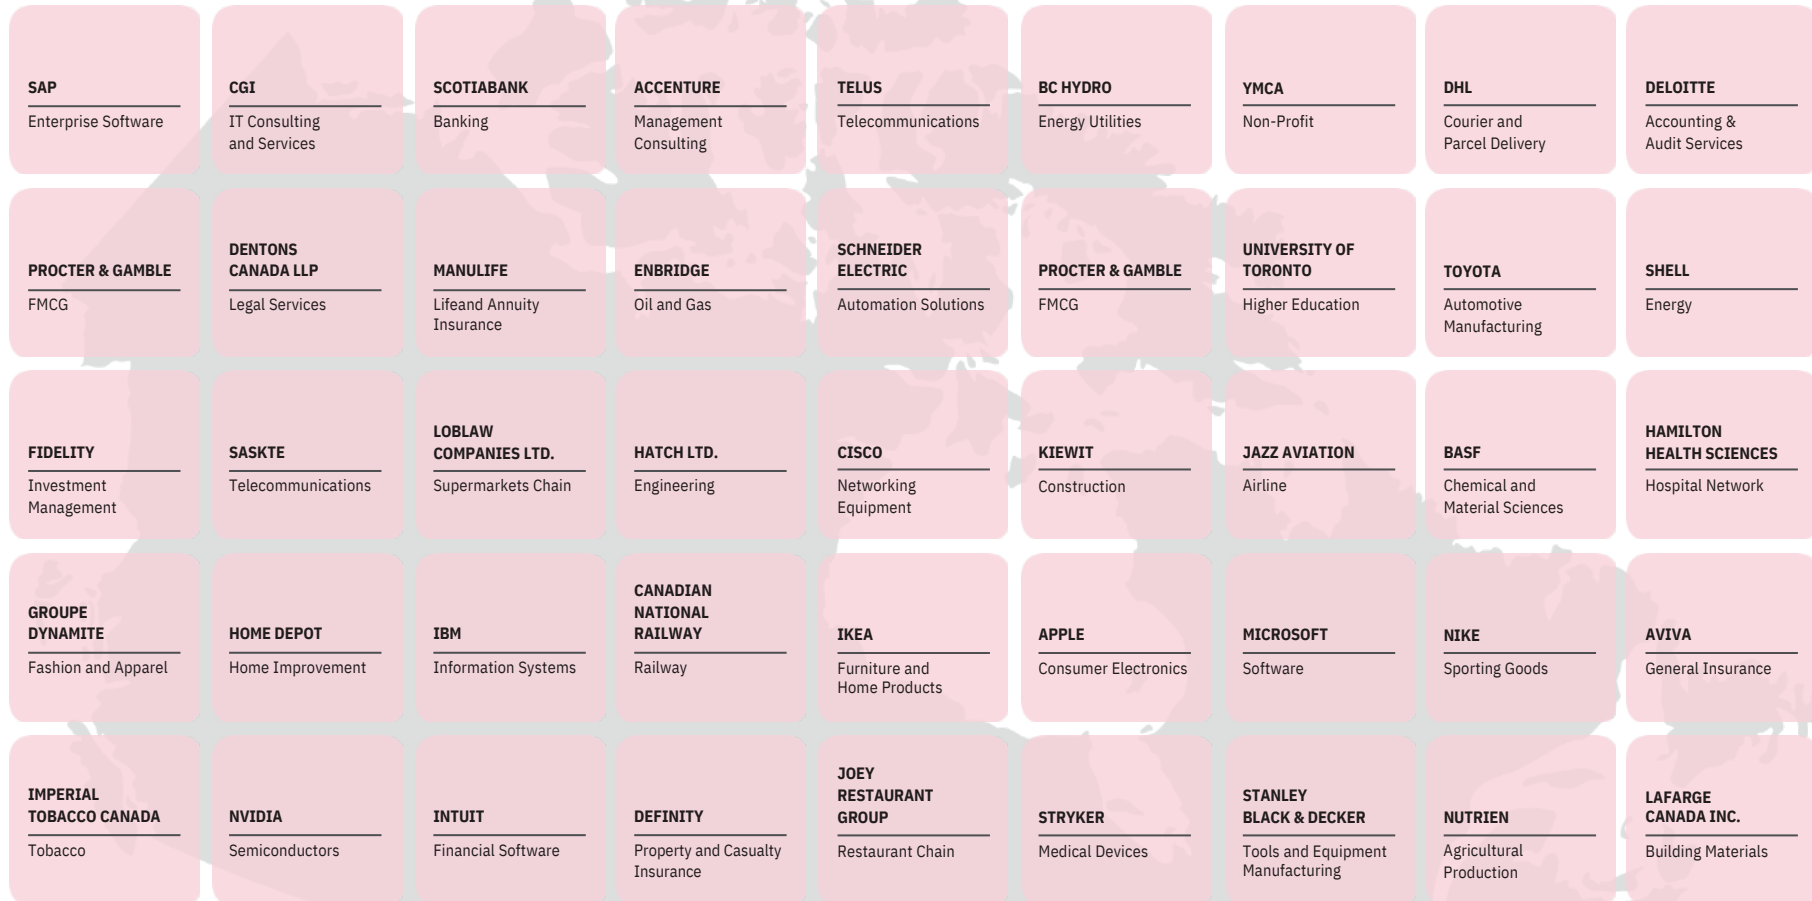 SAP
Enterprise Software
CGI
IT Consulting
and Services
SCOTIABANK
Banking
ACCENTURE
Management
Consulting
TELUS
Telecommunications
BC HYDRO
Energy Utilities
YMCA
Non-Profit
DHL
Courier and
Parcel Delivery
DELOITTE
Accounting &
Audit Services
PROCTER & GAMBLE
FMCG
DENTONS
CANADA LLP
Legal Services
MANULIFE
Lifeand Annuity
Insurance
ENBRIDGE
Oil and Gas
SCHNEIDER
ELECTRIC
Automation Solutions
PROCTER & GAMBLE
FMCG
UNIVERSITY OF
TORONTO
Higher Education
TOYOTA
Automotive
Manufacturing
SHELL
Energy
FIDELITY
Investment
Management
SASKTE
Telecommunications
LOBLAW
COMPANIES LTD.
Supermarkets Chain
HATCH LTD.
Engineering
CISCO
Networking
Equipment
KIEWIT
Construction
JAZZ AVIATION
Airline
BASF
Chemical and
Material Sciences
HAMILTON
HEALTH SCIENCES
Hospital Network
GROUPE
DYNAMITE
Fashion and Apparel
HOME DEPOT
Home Improvement
IBM
Information Systems
CANADIAN
NATIONAL
RAILWAY
Railway
IKEA
Furniture and
Home Products
APPLE
Consumer Electronics
MICROSOFT
Software
NIKE
Sporting Goods
AVIVA
General Insurance
IMPERIAL
TOBACCO CANADA
Tobacco
NVIDIA
Semiconductors
INTUIT
Financial Software
DEFINITY
Property and Casualty
Insurance
JOEY
RESTAURANT
GROUP
Restaurant Chain
STRYKER
Medical Devices
STANLEY
BLACK & DECKER
Tools and Equipment
Manufacturing
NUTRIEN
Agricultural
Production
LAFARGE
CANADA INC.
Building Materials